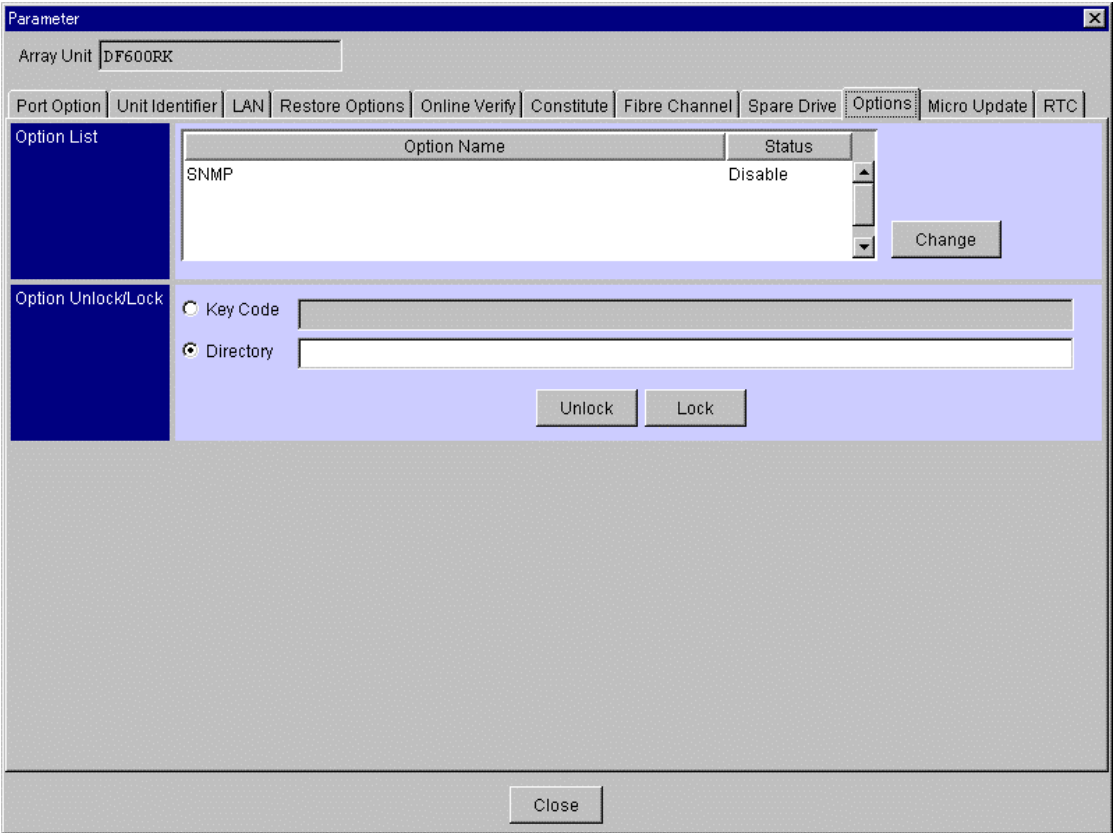 Parameter
Array Unit DF600RK
Port Option Unit Identifier LAN Restore Options Online Verify Constitute Fibre Channel Spare Drive Options Micro Update RTC
Option List
Option Name Status
SNMP Disable
Change
Option Unlock/Lock
Key Code
Directory
Unlock Lock
Close